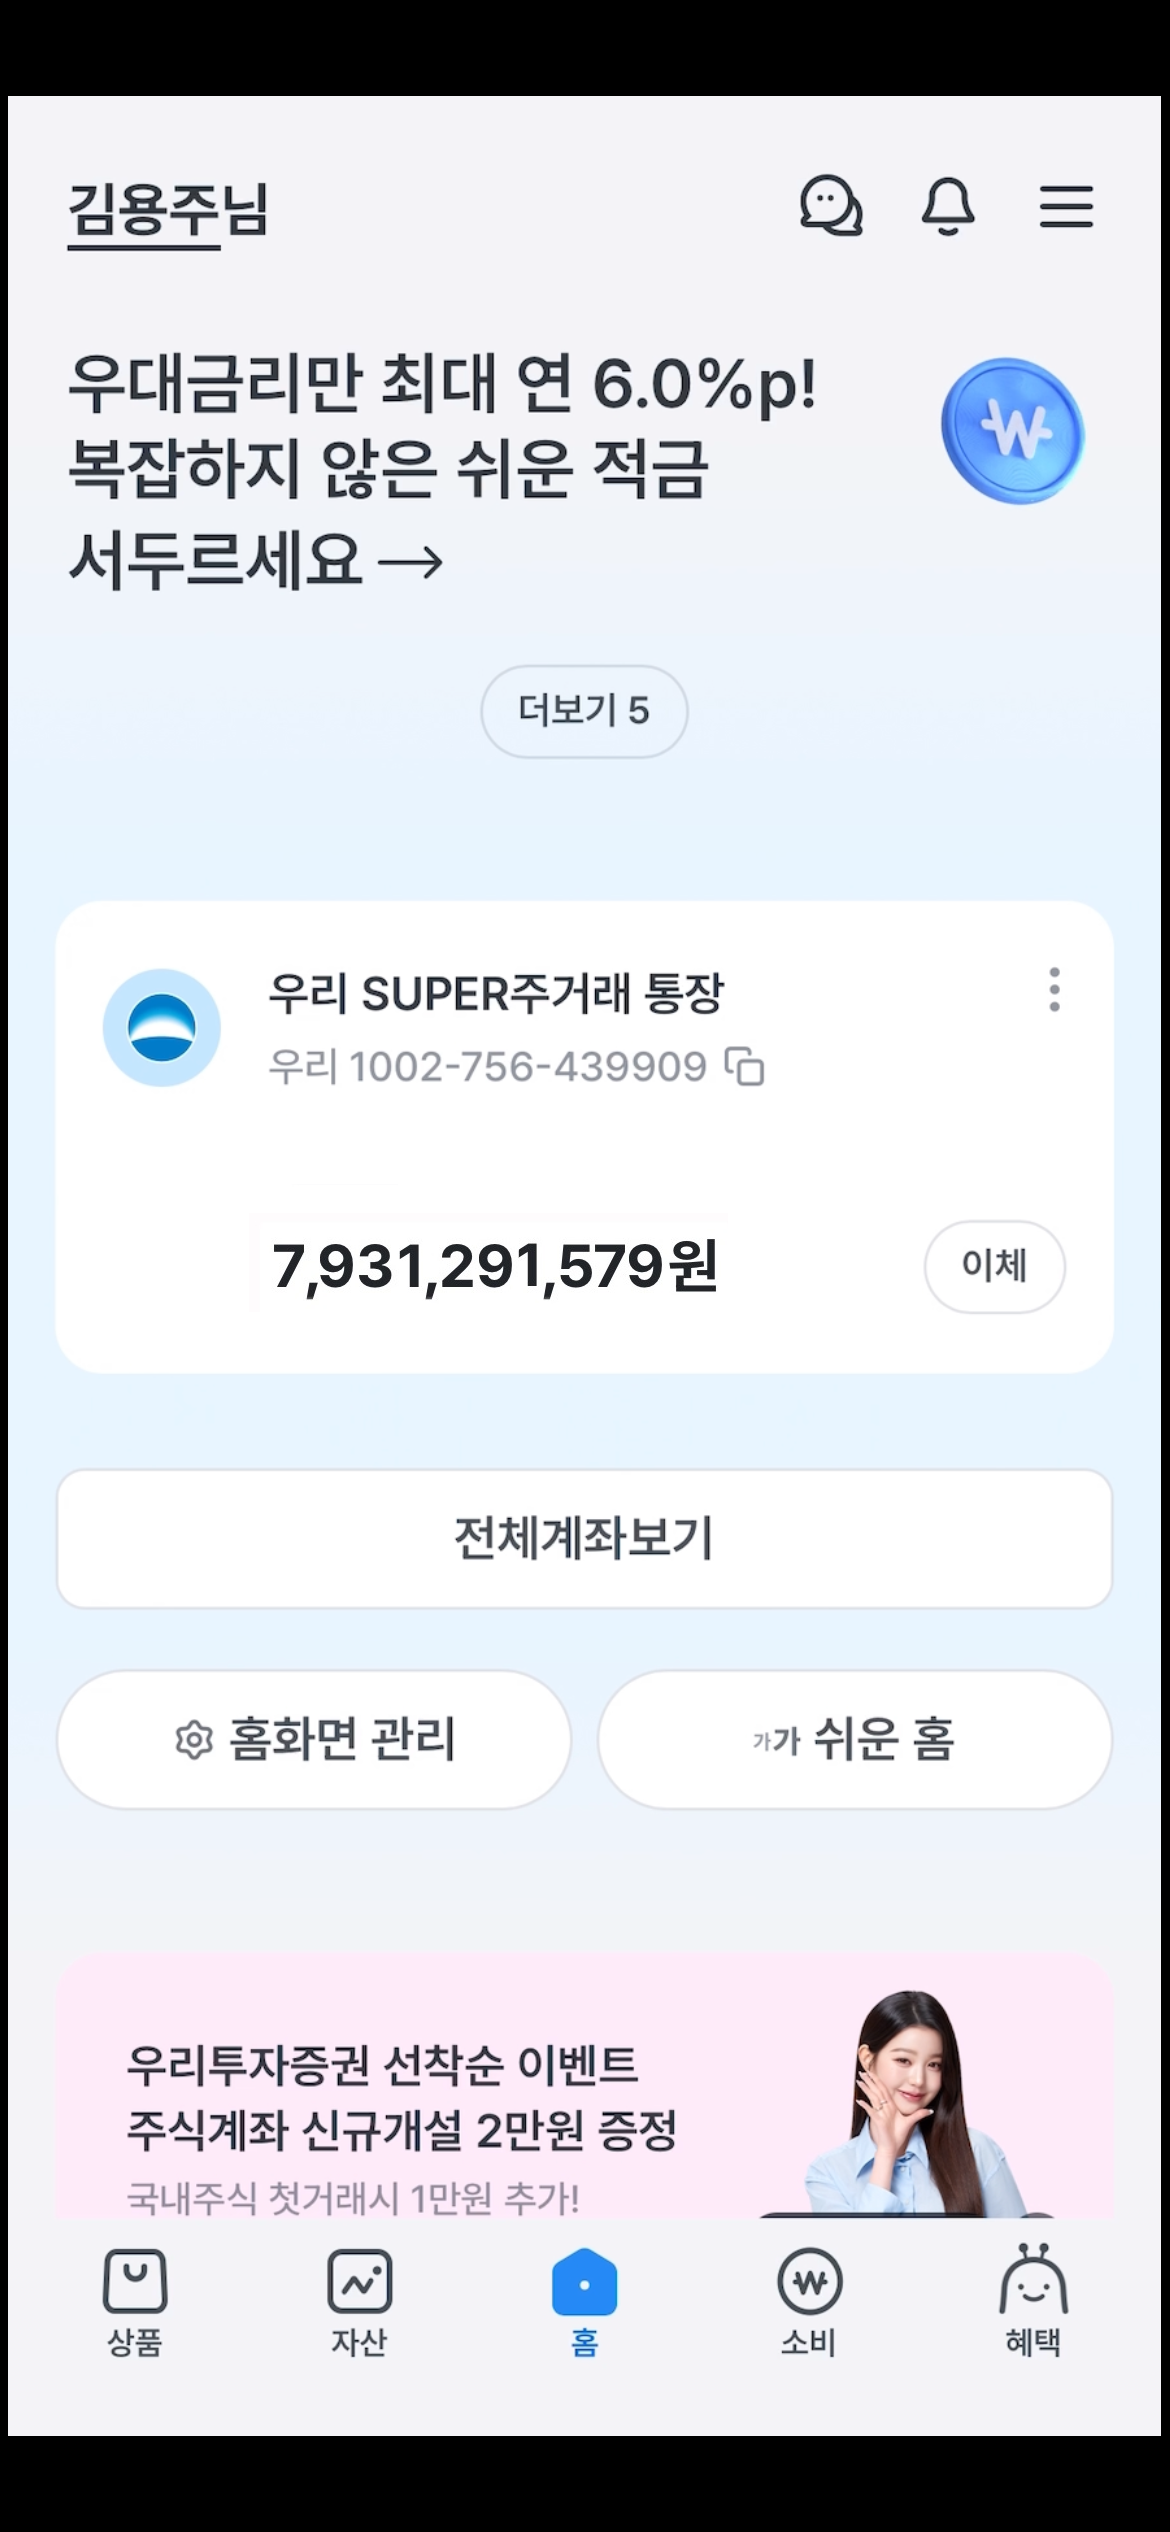 김용주님
우대금리만 최대 연 6.0%p!
복잡하지 않은 쉬운 적금
서두르세요 →
더보기 5
우리 SUPER주거래 통장
우리 1002-756-439909
7,931,291,579원
이체
전체계좌보기
홈화면 관리
가가 쉬운 홈
우리투자증권 선착순 이벤트
주식계좌 신규개설 2만원 증정
국내주식 첫거래시 1만원 추가!
상품
자산
홈
소비
혜택